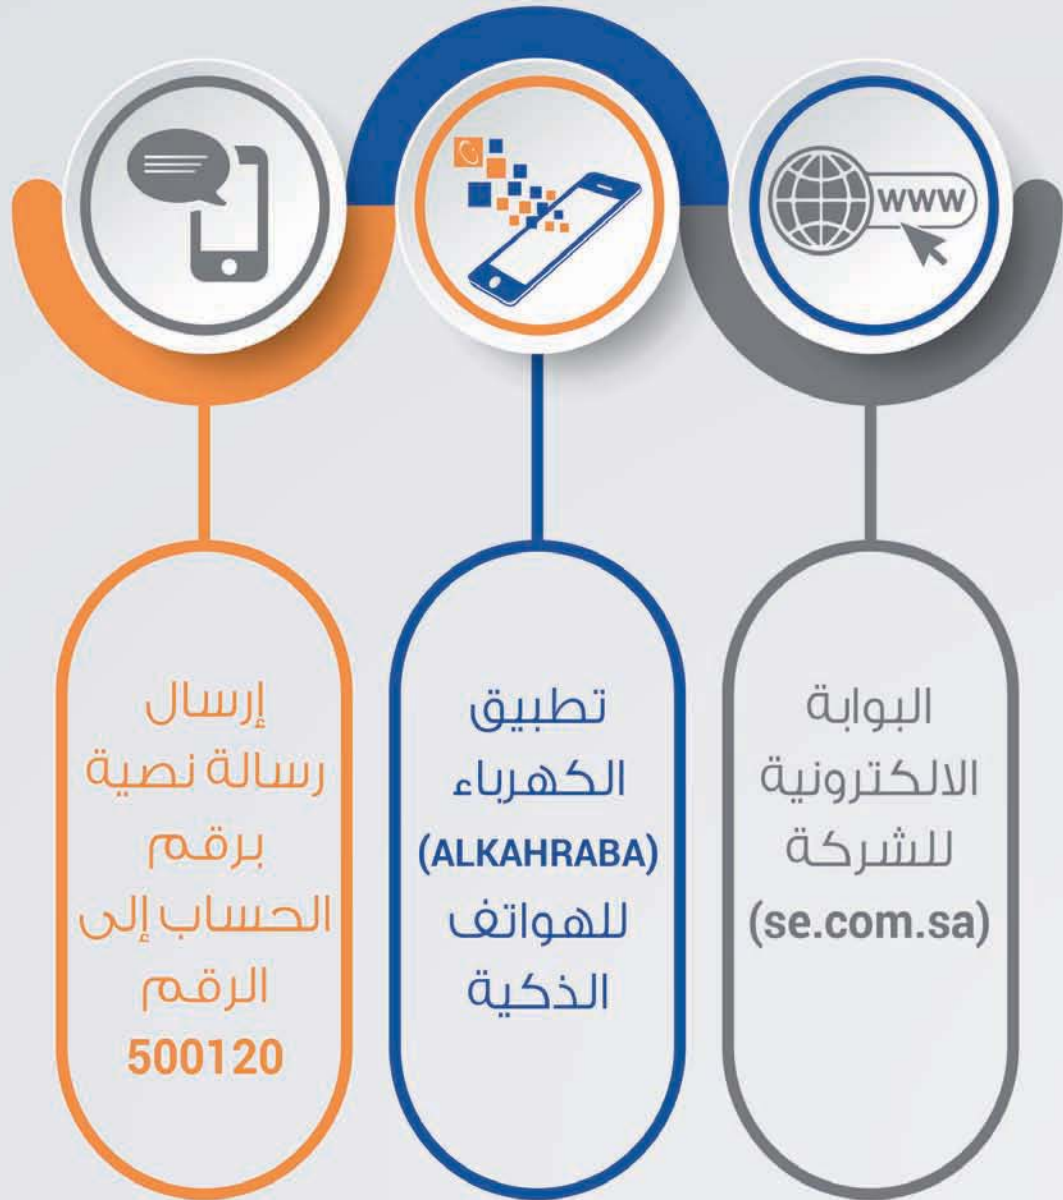 WWW
البوابة
الالكترونية
للشركة
(se.com.sa)
تطبيق
الكهرباء
(ALKAHRABA)
للهواتف
الذكية
إرسال
رسالة نصية
برقم
الحساب إلى
الرقم
500120